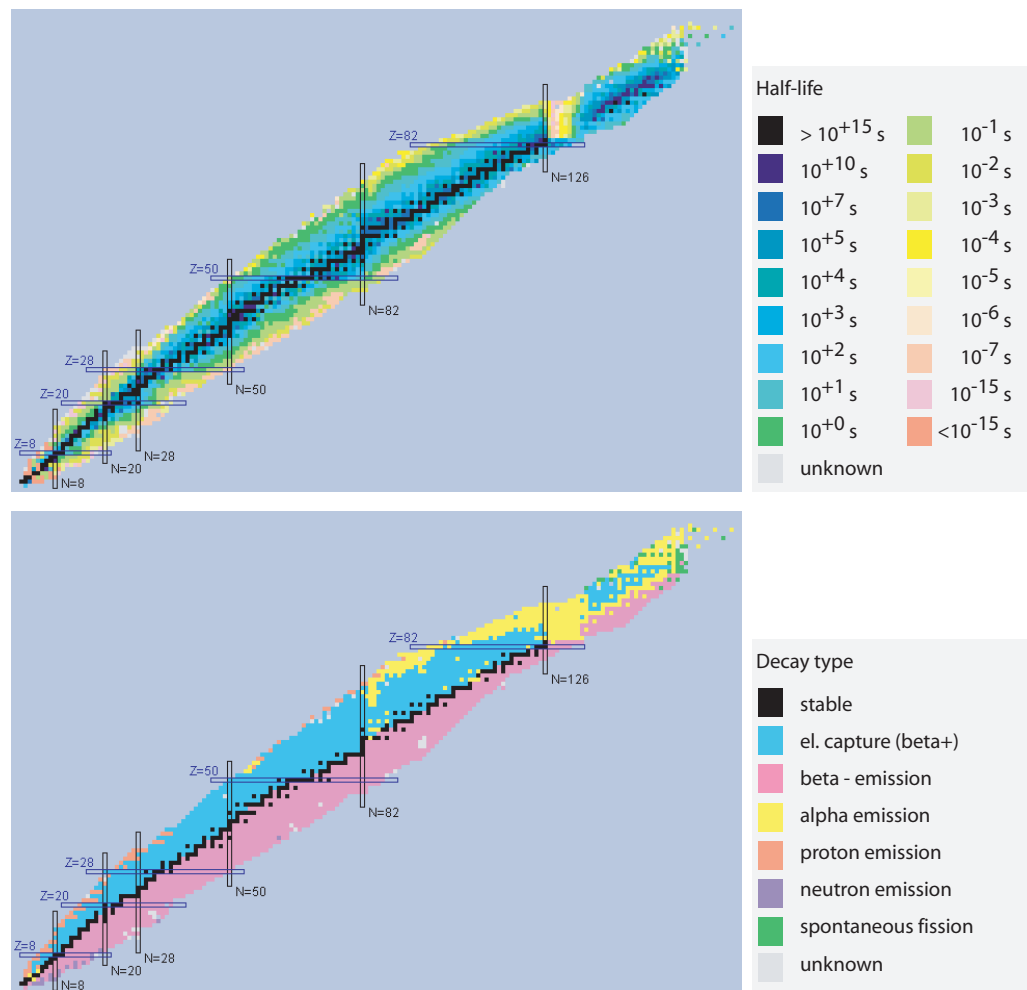 Z=82
N=126
Z=50
N=82
Z=28
N=50
Z=20
N=28
Z=8
N=20
N=8
Half-life
> 10+15 s
10+10 s
10+7 s
10+5 s
10+4 s
10+3 s
10+2 s
10+1 s
10+0 s
unknown
10-1 s
10-2 s
10-3 s
10-4 s
10-5 s
10-6 s
10-7 s
10-15 s
<10-15 s
Z=82
N=126
Z=50
N=82
Z=28
N=50
Z=20
N=28
Z=8
N=20
N=8
Decay type
stable
el. capture (beta+)
beta - emission
alpha emission
proton emission
neutron emission
spontaneous fission
unknown